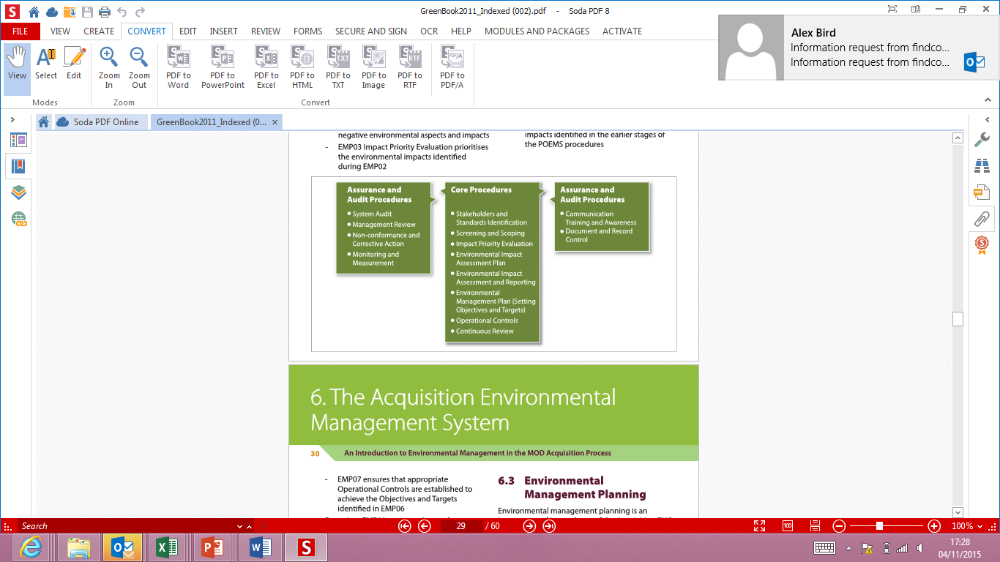 GreenBook2011_Indexed (002).pdf - Soda PDF 8
FILE VIEW CREATE CONVERT EDIT INSERT REVIEW FORMS SECURE AND SIGN OCR HELP MODULES AND PACKAGES ACTIVATE
Alex Bird
Information request from findco...
Information request from findco...
View
Select
Edit
Zoom In
Zoom Out
PDF to Word
PDF to PowerPoint
PDF to Excel
PDF to HTML
PDF to TXT
PDF to Image
PDF to RTF
PDF to PDF/A
Modes Zoom Convert
Soda PDF Online
GreenBook2011_Indexed (0...
negative environmental aspects and impacts
- EMP03 Impact Priority Evaluation prioritises
the environmental impacts identified
during EMP02
impacts identified in the earlier stages of
the POEMS procedures
Assurance and
Audit Procedures
• System Audit
• Management Review
• Non-conformance and
Corrective Action
• Monitoring and
Measurement
Core Procedures
• Stakeholders and
Standards Identification
• Screening and Scoping
• Impact Priority Evaluation
• Environmental Impact
Assessment Plan
• Environmental Impact
Assessment and Reporting
• Environmental
Management Plan (Setting
Objectives and Targets)
• Operational Controls
• Continuous Review
Assurance and
Audit Procedures
• Communication
Training and Awareness
• Document and Record
Control
6. The Acquisition Environmental
Management System
30 An Introduction to Environmental Management in the MOD Acquisition Process
- EMP07 ensures that appropriate
Operational Controls are established to
achieve the Objectives and Targets
identified in EMP06
6.3 Environmental
Management Planning
Environmental management planning is an
Search
29 / 60
100%
17:28
04/11/2015